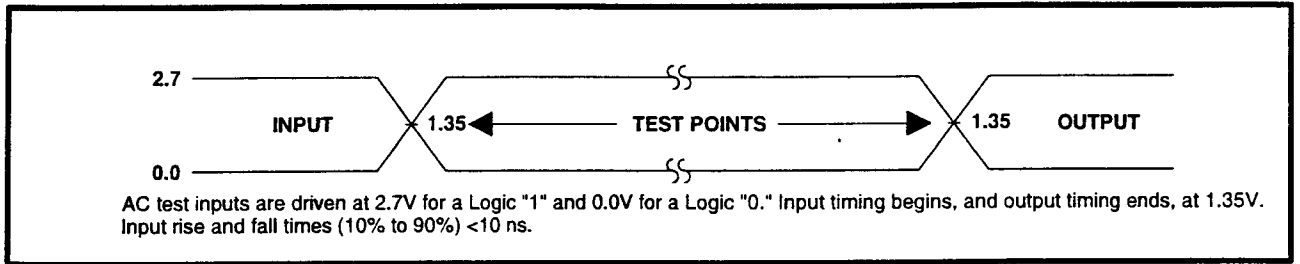 2.7
INPUT 1.35 TEST POINTS 1.35 OUTPUT
0.0
AC test inputs are driven at 2.7V for a Logic "1" and 0.0V for a Logic "0." Input timing begins, and output timing ends, at 1.35V.
Input rise and fall times (10% to 90%) <10 ns.